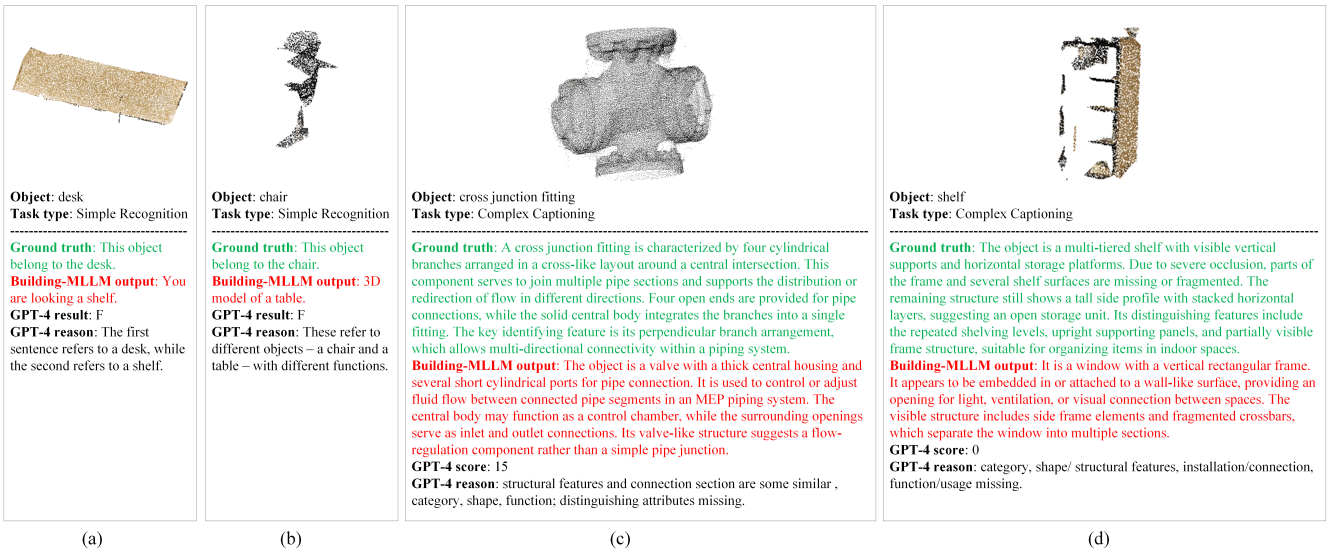 Object: desk
Task type: Simple Recognition
Ground truth: This object
belong to the desk.
Building-MLLM output: You
are looking a shelf.
GPT-4 result: F
GPT-4 reason: The first
sentence refers to a desk, while
the second refers to a shelf.
(a)
Object: chair
Task type: Simple Recognition
Ground truth: This object
belong to the chair.
Building-MLLM output: 3D
model of a table.
GPT-4 result: F
GPT-4 reason: These refer to
different objects – a chair and a
table – with different functions.
(b)
Object: cross junction fitting
Task type: Complex Captioning
Ground truth: A cross junction fitting is characterized by four cylindrical
branches arranged in a cross-like layout around a central intersection. This
component serves to join multiple pipe sections and supports the distribution or
redirection of flow in different directions. Four open ends are provided for pipe
connections, while the solid central body integrates the branches into a single
fitting. The key identifying feature is its perpendicular branch arrangement,
which allows multi-directional connectivity within a piping system.
Building-MLLM output: The object is a valve with a thick central housing and
several short cylindrical ports for pipe connection. It is used to control or adjust
fluid flow between connected pipe segments in an MEP piping system. The
central body may function as a control chamber, while the surrounding openings
serve as inlet and outlet connections. Its valve-like structure suggests a flow-
regulation component rather than a simple pipe junction.
GPT-4 score: 15
GPT-4 reason: structural features and connection section are some similar ,
category, shape, function; distinguishing attributes missing.
(c)
Object: shelf
Task type: Complex Captioning
Ground truth: The object is a multi-tiered shelf with visible vertical
supports and horizontal storage platforms. Due to severe occlusion, parts of
the frame and several shelf surfaces are missing or fragmented. The
remaining structure still shows a tall side profile with stacked horizontal
layers, suggesting an open storage unit. Its distinguishing features include
the repeated shelving levels, upright supporting panels, and partially visible
frame structure, suitable for organizing items in indoor spaces.
Building-MLLM output: It is a window with a vertical rectangular frame.
It appears to be embedded in or attached to a wall-like surface, providing an
opening for light, ventilation, or visual connection between spaces. The
visible structure includes side frame elements and fragmented crossbars,
which separate the window into multiple sections.
GPT-4 score: 0
GPT-4 reason: category, shape/ structural features, installation/connection,
function/usage missing.
(d)